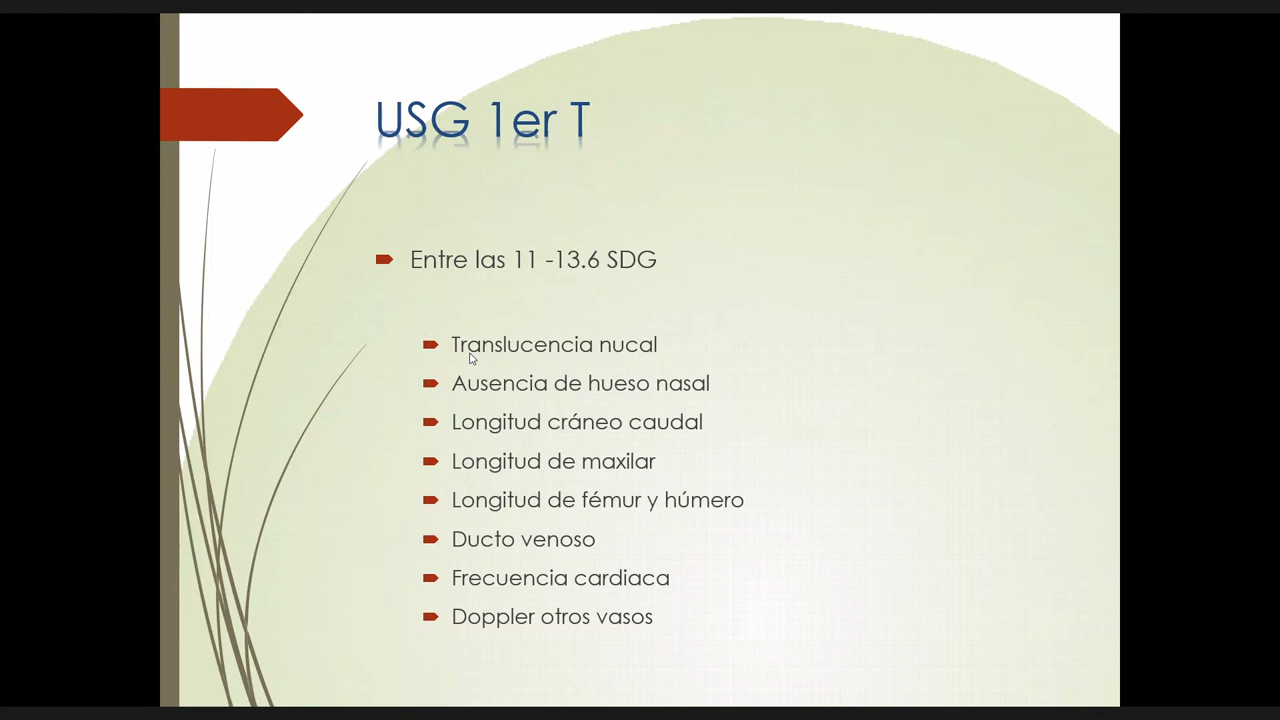 USG 1er T
Entre las 11 -13.6 SDG
Translucencia nucal
Ausencia de hueso nasal
Longitud cráneo caudal
Longitud de maxilar
Longitud de fémur y húmero
Ducto venoso
Frecuencia cardiaca
Doppler otros vasos